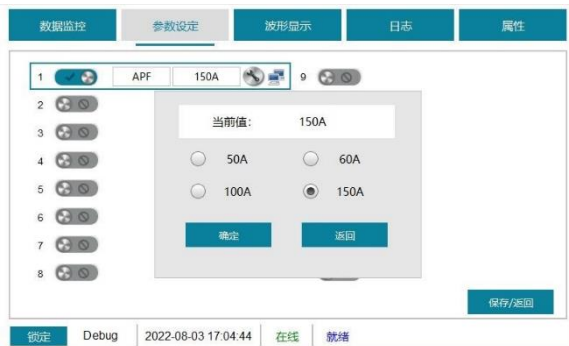 数据监控 参数设定 波形显示 日志 属性
1 APF 150A 9
2
当前值： 150A
3
4 50A 60A
5 100A 150A
6 确定 返回
7
8
保存/返回
锁定 Debug 2022-08-03 17:04:44 在线 就绪